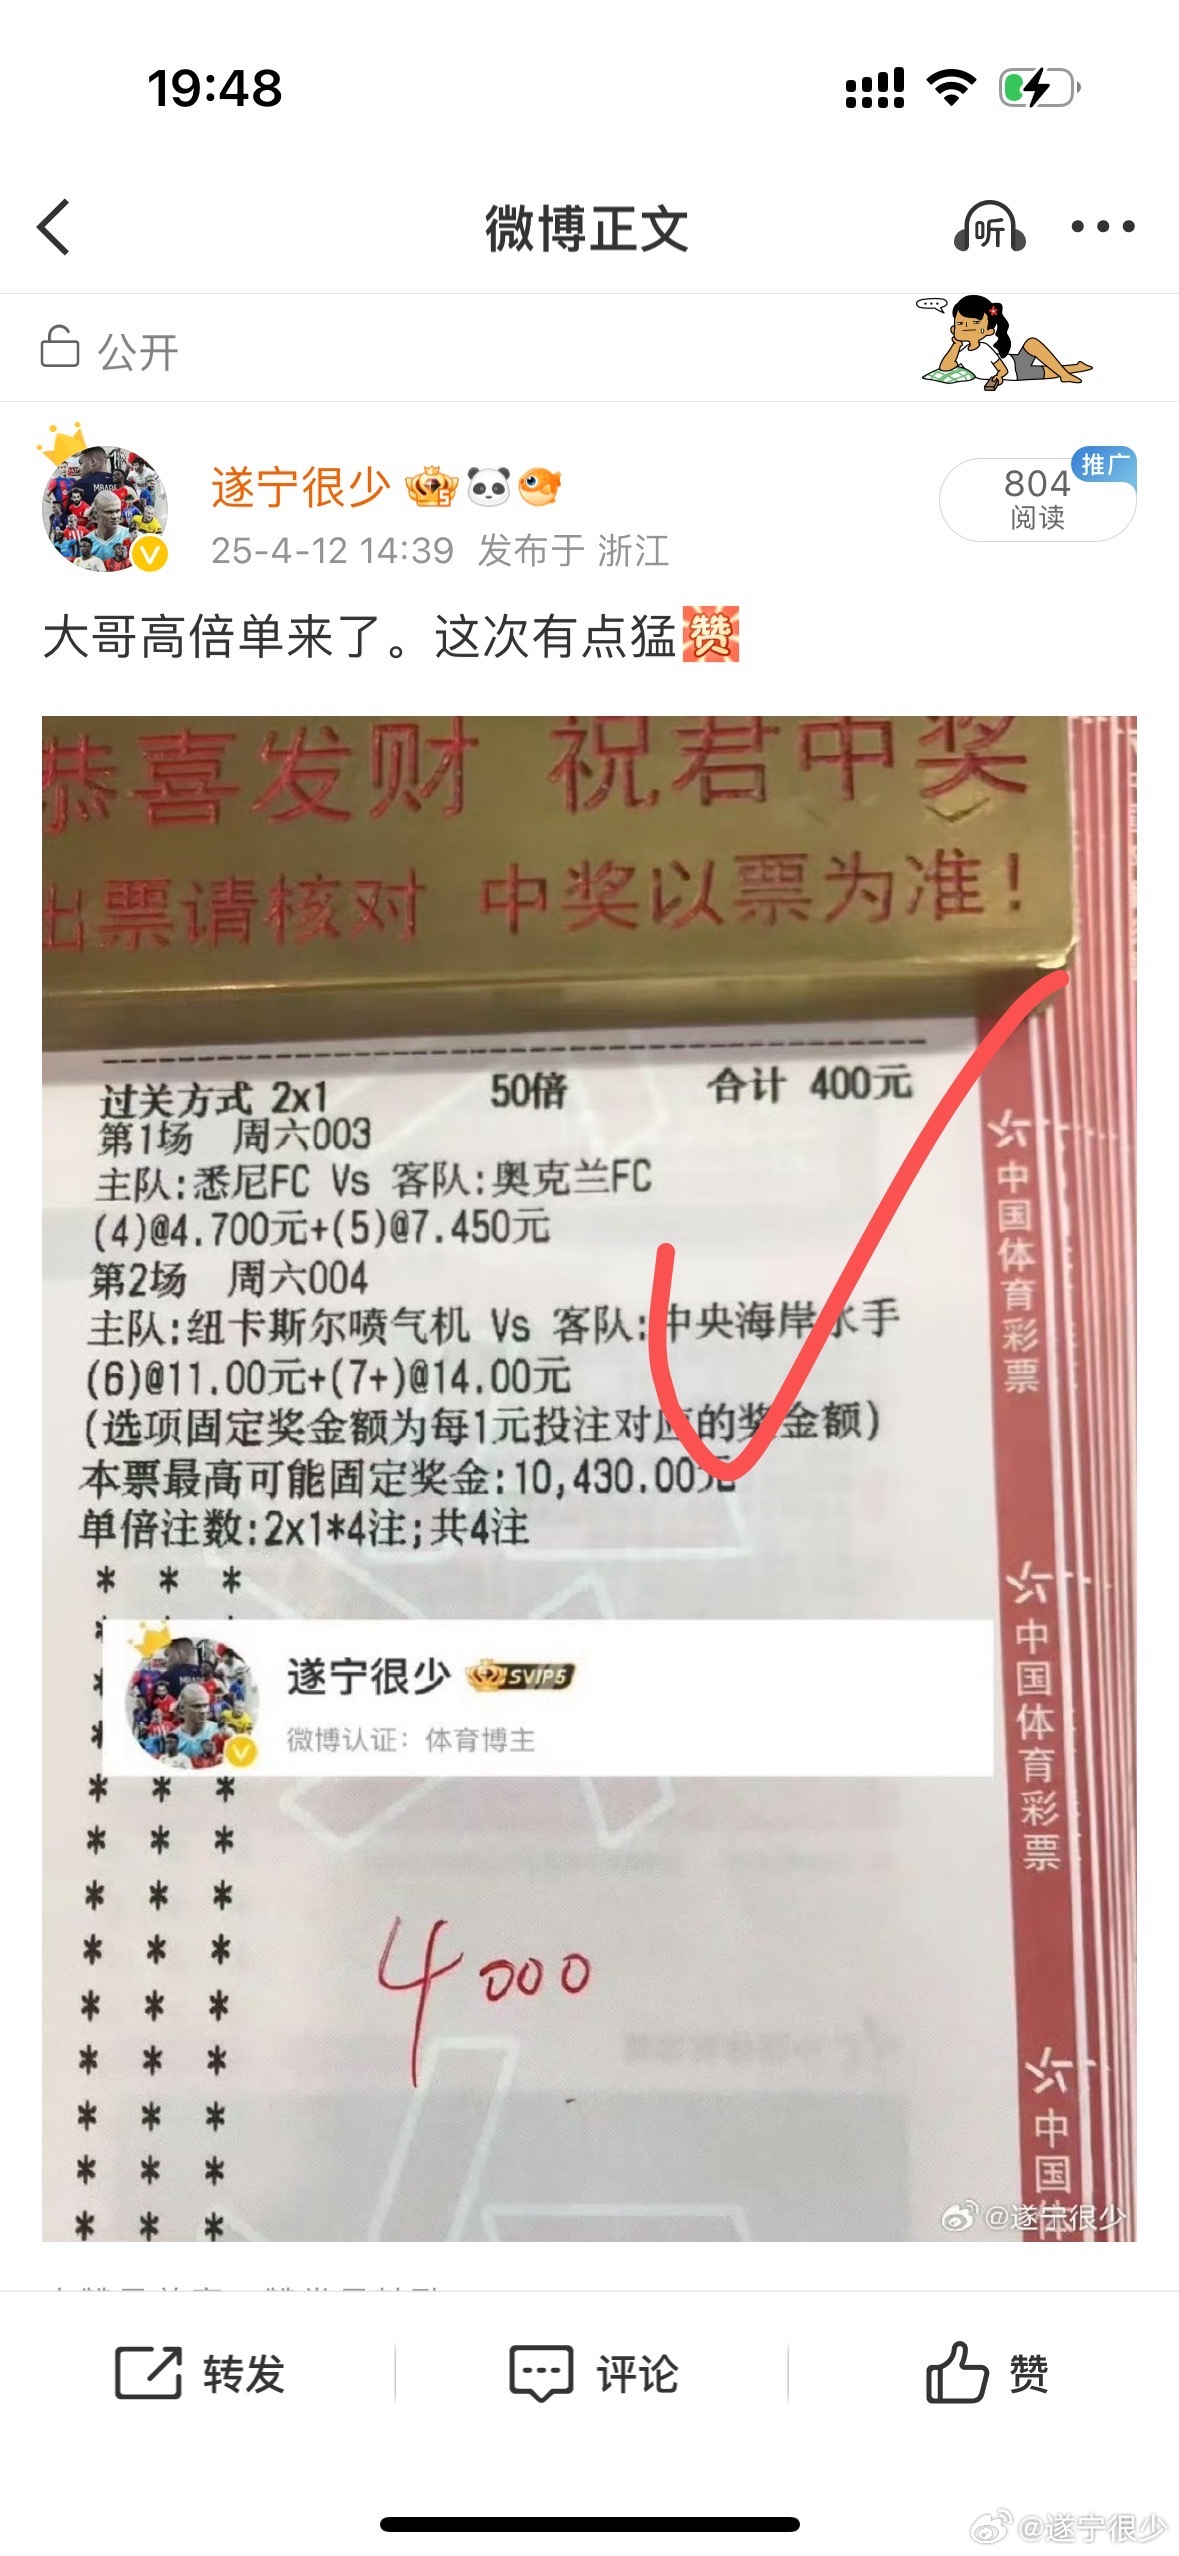 19:48
微博正文
听
公开
遂宁很少
5
25-4-12 14:39 发布于 浙江
804
阅读
推广
大哥高倍单来了。这次有点猛赞
恭喜发财 祝君中奖
出票请核对 中奖以票为准！
过关方式 2x1 50倍 合计 400元
第1场 周六003
主队:悉尼FC Vs 客队:奥克兰FC
(4)@4.700元+(5)@7.450元
第2场 周六004
主队:纽卡斯尔喷气机 Vs 客队:中央海岸水手
(6)@11.00元+(7+)@14.00元
(选项固定奖金额为每1元投注对应的奖金额)
本票最高可能固定奖金:10,430.00元
单倍注数:2x1*4注;共4注
遂宁很少 SVIP5
微博认证：体育博主
4000
中国体育彩票
中国体育彩票
中国体
@遂宁很少
转发
评论
赞
@遂宁很少